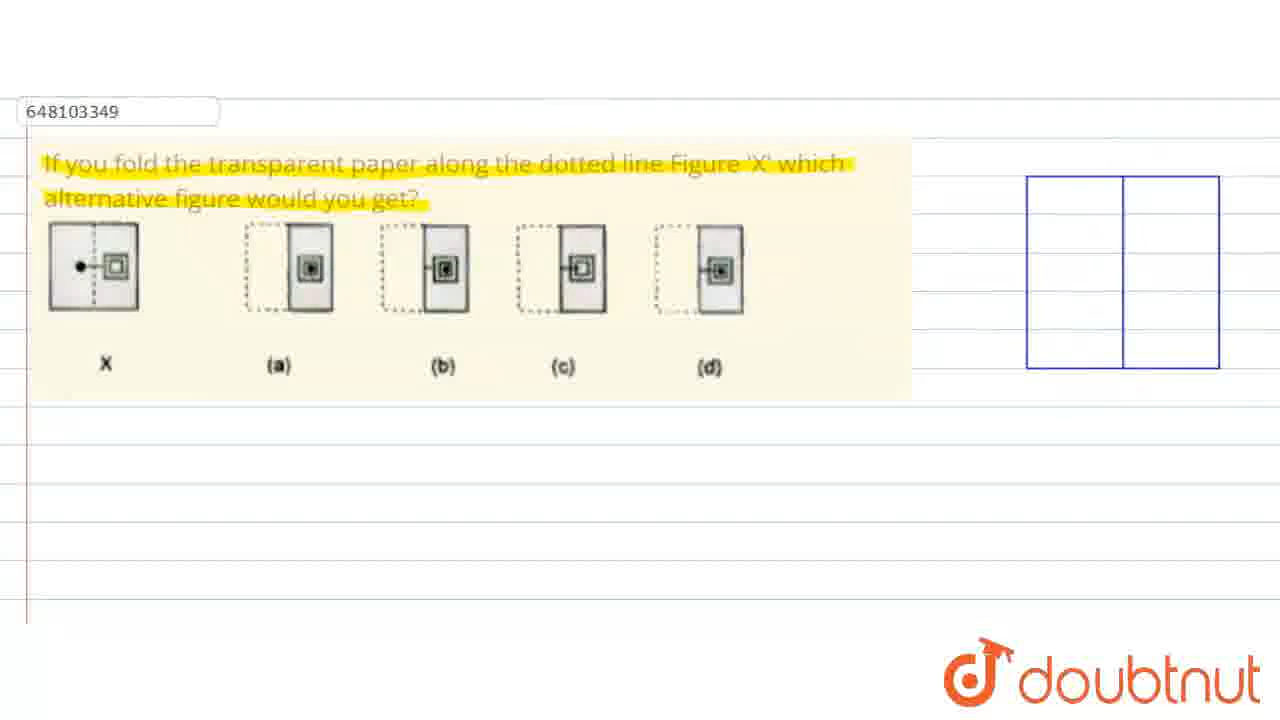 648103349
If you fold the transparent paper along the dotted line Figure 'X' which
alternative figure would you get?
X (a) (b) (c) (d)
doubtnut